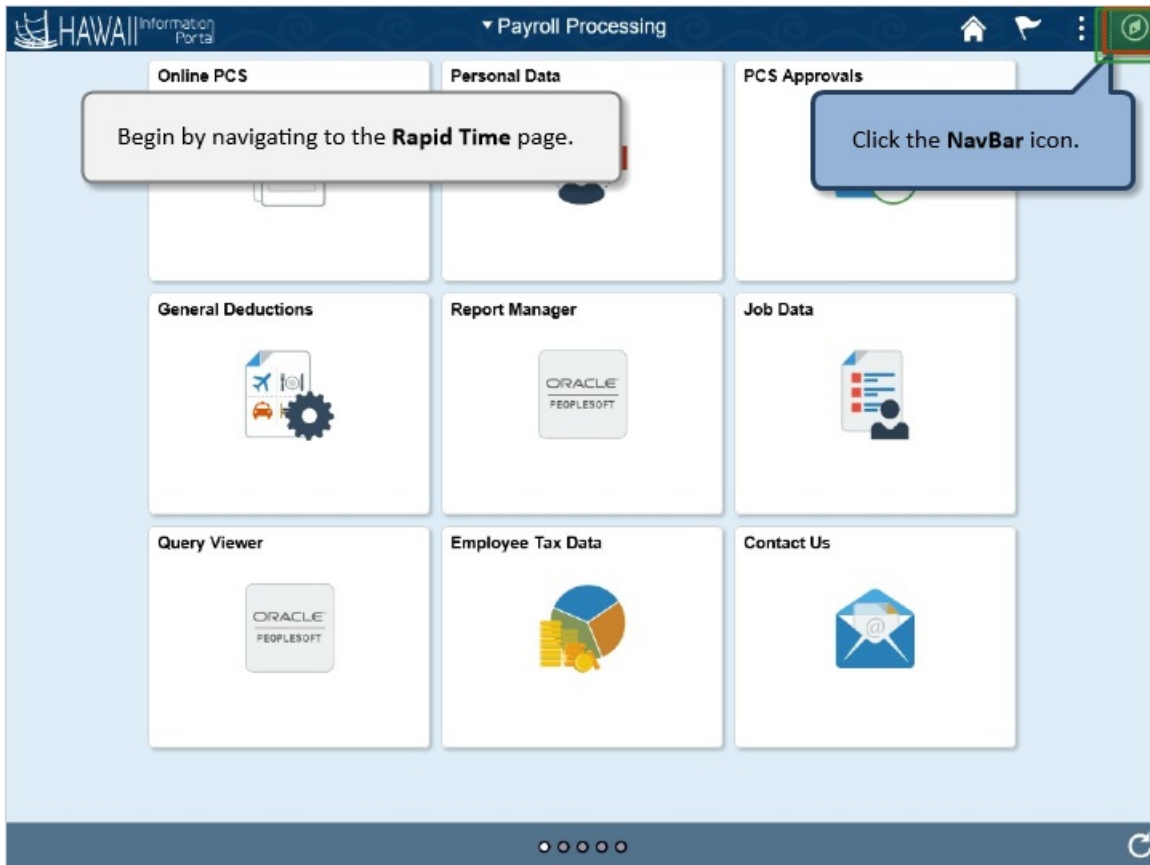 HAWAII Information
Portal
Payroll Processing
Online PCS
Personal Data
PCS Approvals
Begin by navigating to the Rapid Time page.
Click the NavBar icon.
General Deductions
Report Manager
Job Data
ORACLE
PEOPLESOFT
Query Viewer
Employee Tax Data
Contact Us
ORACLE
PEOPLESOFT
@